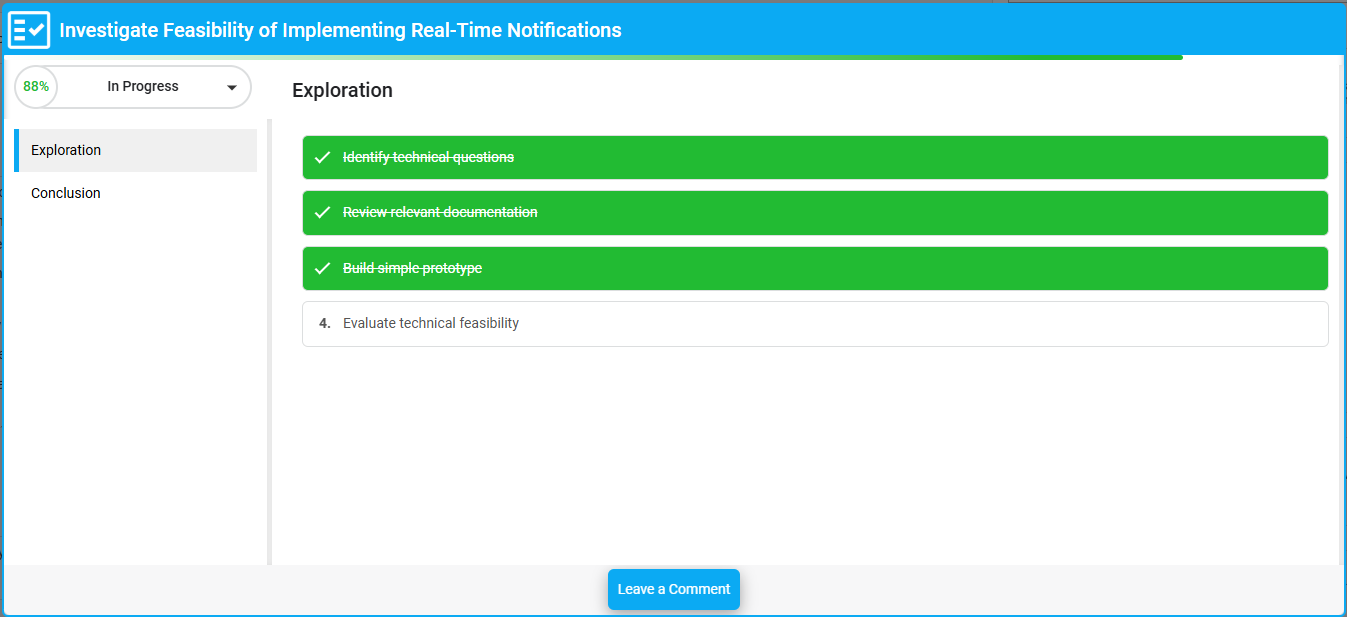 Investigate Feasibility of Implementing Real-Time Notifications
88%
In Progress
Exploration
Conclusion
Exploration
Identify technical questions
Review relevant documentation
Build simple prototype
4. Evaluate technical feasibility
Leave a Comment